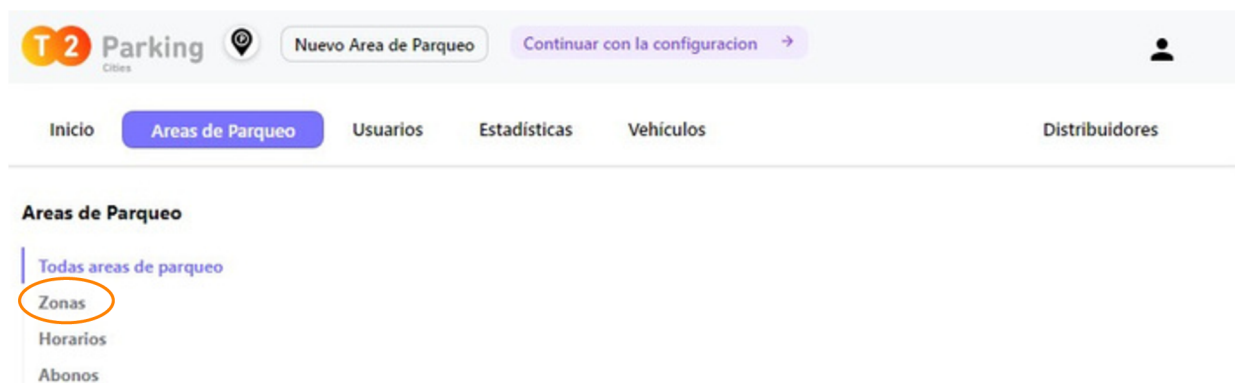 T2 Parking
Cities
Nuevo Area de Parqueo
Continuar con la configuracion →
Inicio Areas de Parqueo Usuarios Estadísticas Vehículos Distribuidores
Areas de Parqueo
Todas areas de parqueo
Zonas
Horarios
Abonos